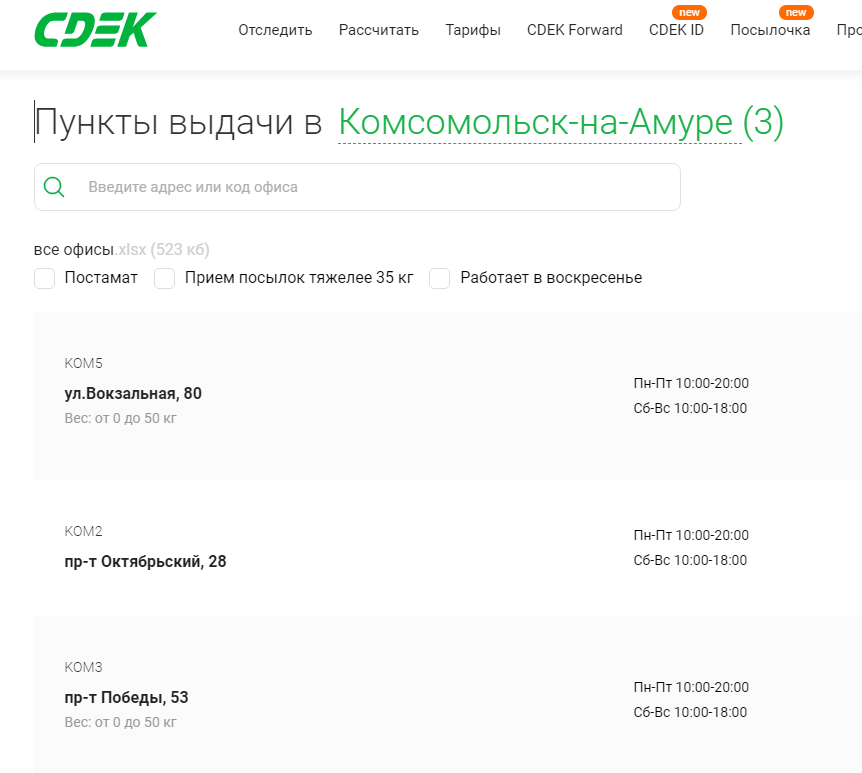 CDEK
Отследить Рассчитать Тарифы CDEK Forward CDEK ID new Посылочка new Про
Пункты выдачи в Комсомольск-на-Амуре (3)
Введите адрес или код офиса
все офисы.xlsx (523 кб)
Постамат Прием посылок тяжелее 35 кг Работает в воскресенье
KOM5
ул.Вокзальная, 80
Вес: от 0 до 50 кг
Пн-Пт 10:00-20:00
Сб-Вс 10:00-18:00
KOM2
пр-т Октябрьский, 28
Пн-Пт 10:00-20:00
Сб-Вс 10:00-18:00
KOM3
пр-т Победы, 53
Вес: от 0 до 50 кг
Пн-Пт 10:00-20:00
Сб-Вс 10:00-18:00